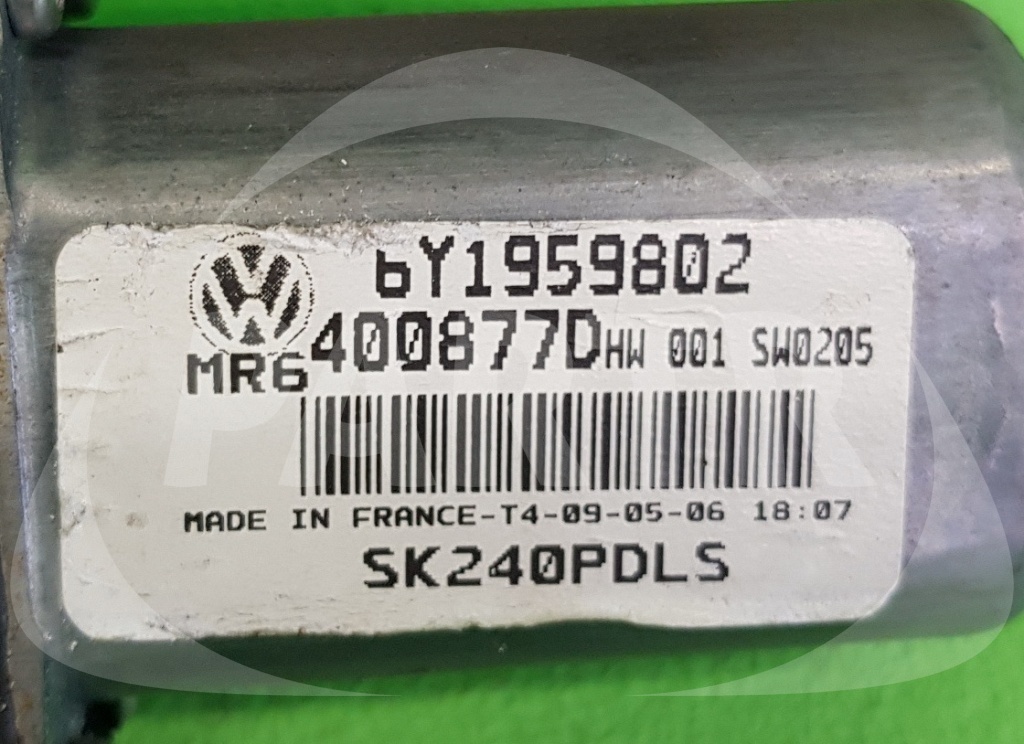 6Y1959802
400877D HW 001 SW0205
MR6
MADE IN FRANCE-T4-09-05-06 18:07
SK240PDLS